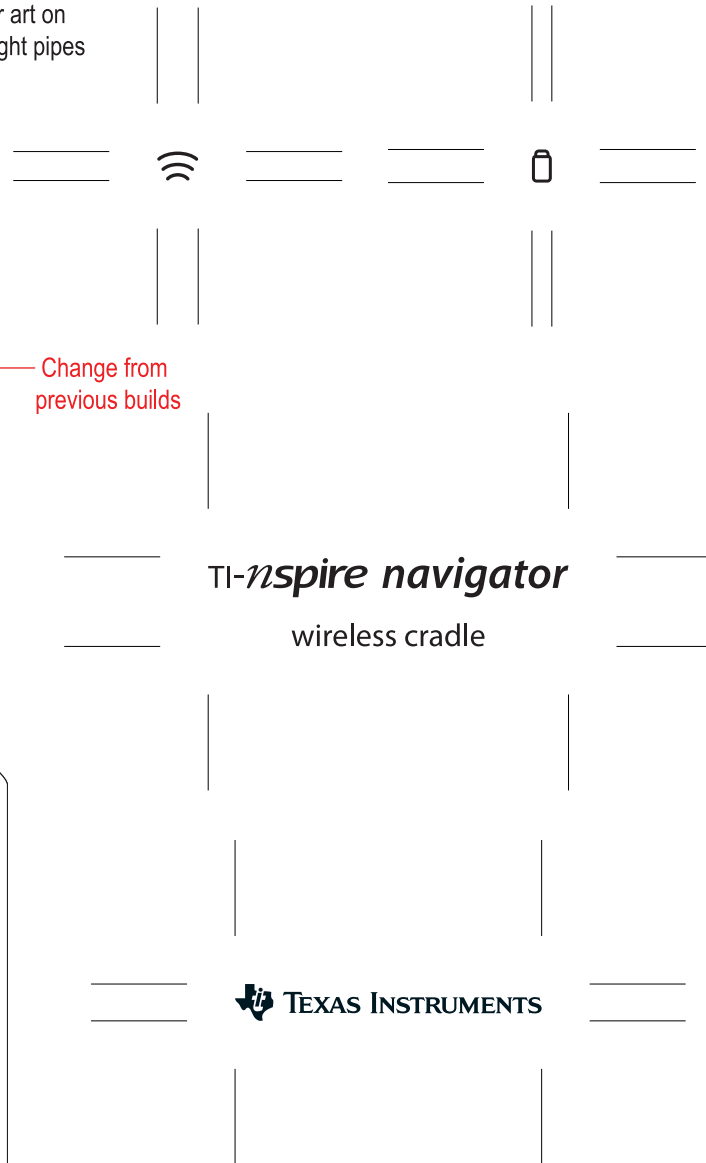 r art on
ght pipes
Change from
previous builds
TI-nspire navigator
wireless cradle
TEXAS INSTRUMENTS